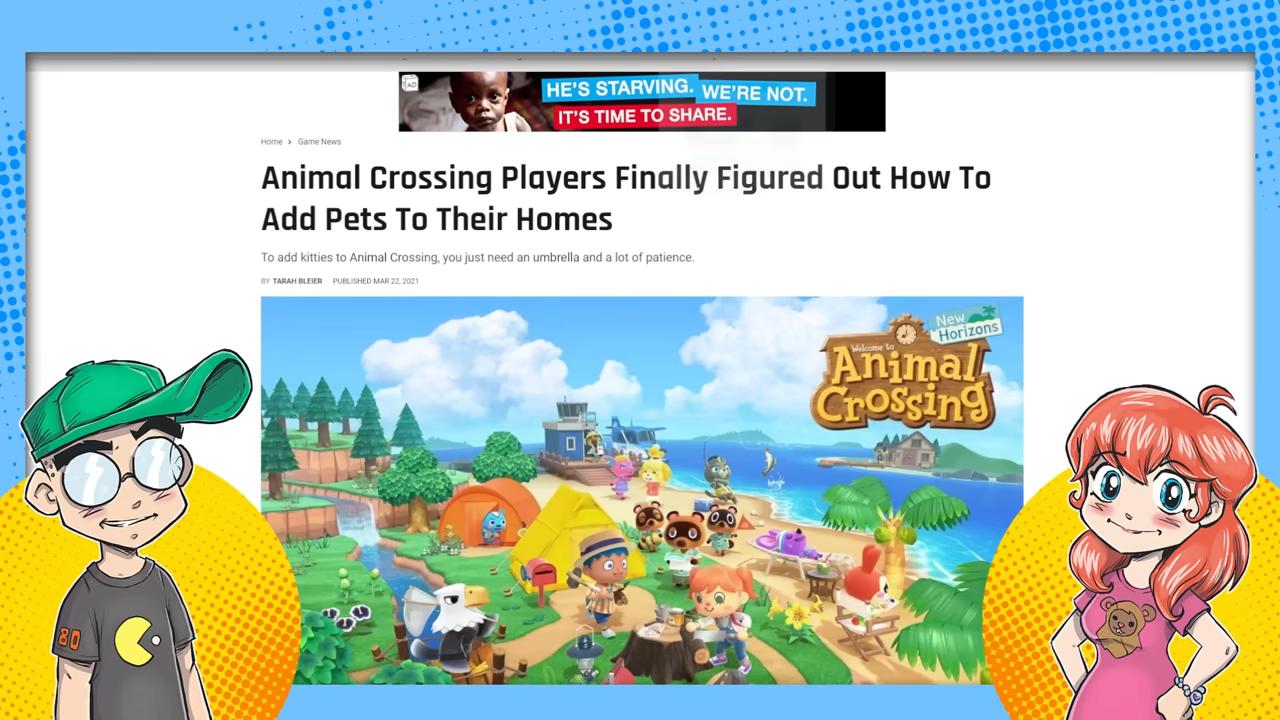 AD
HE'S STARVING. WE'RE NOT.
IT'S TIME TO SHARE.
Home > Game News
Animal Crossing Players Finally Figured Out How To
Add Pets To Their Homes
To add kitties to Animal Crossing, you just need an umbrella and a lot of patience.
BY TARAH BLEIER PUBLISHED MAR 22, 2021
New
Horizons
Welcome to
Animal
Crossing
80